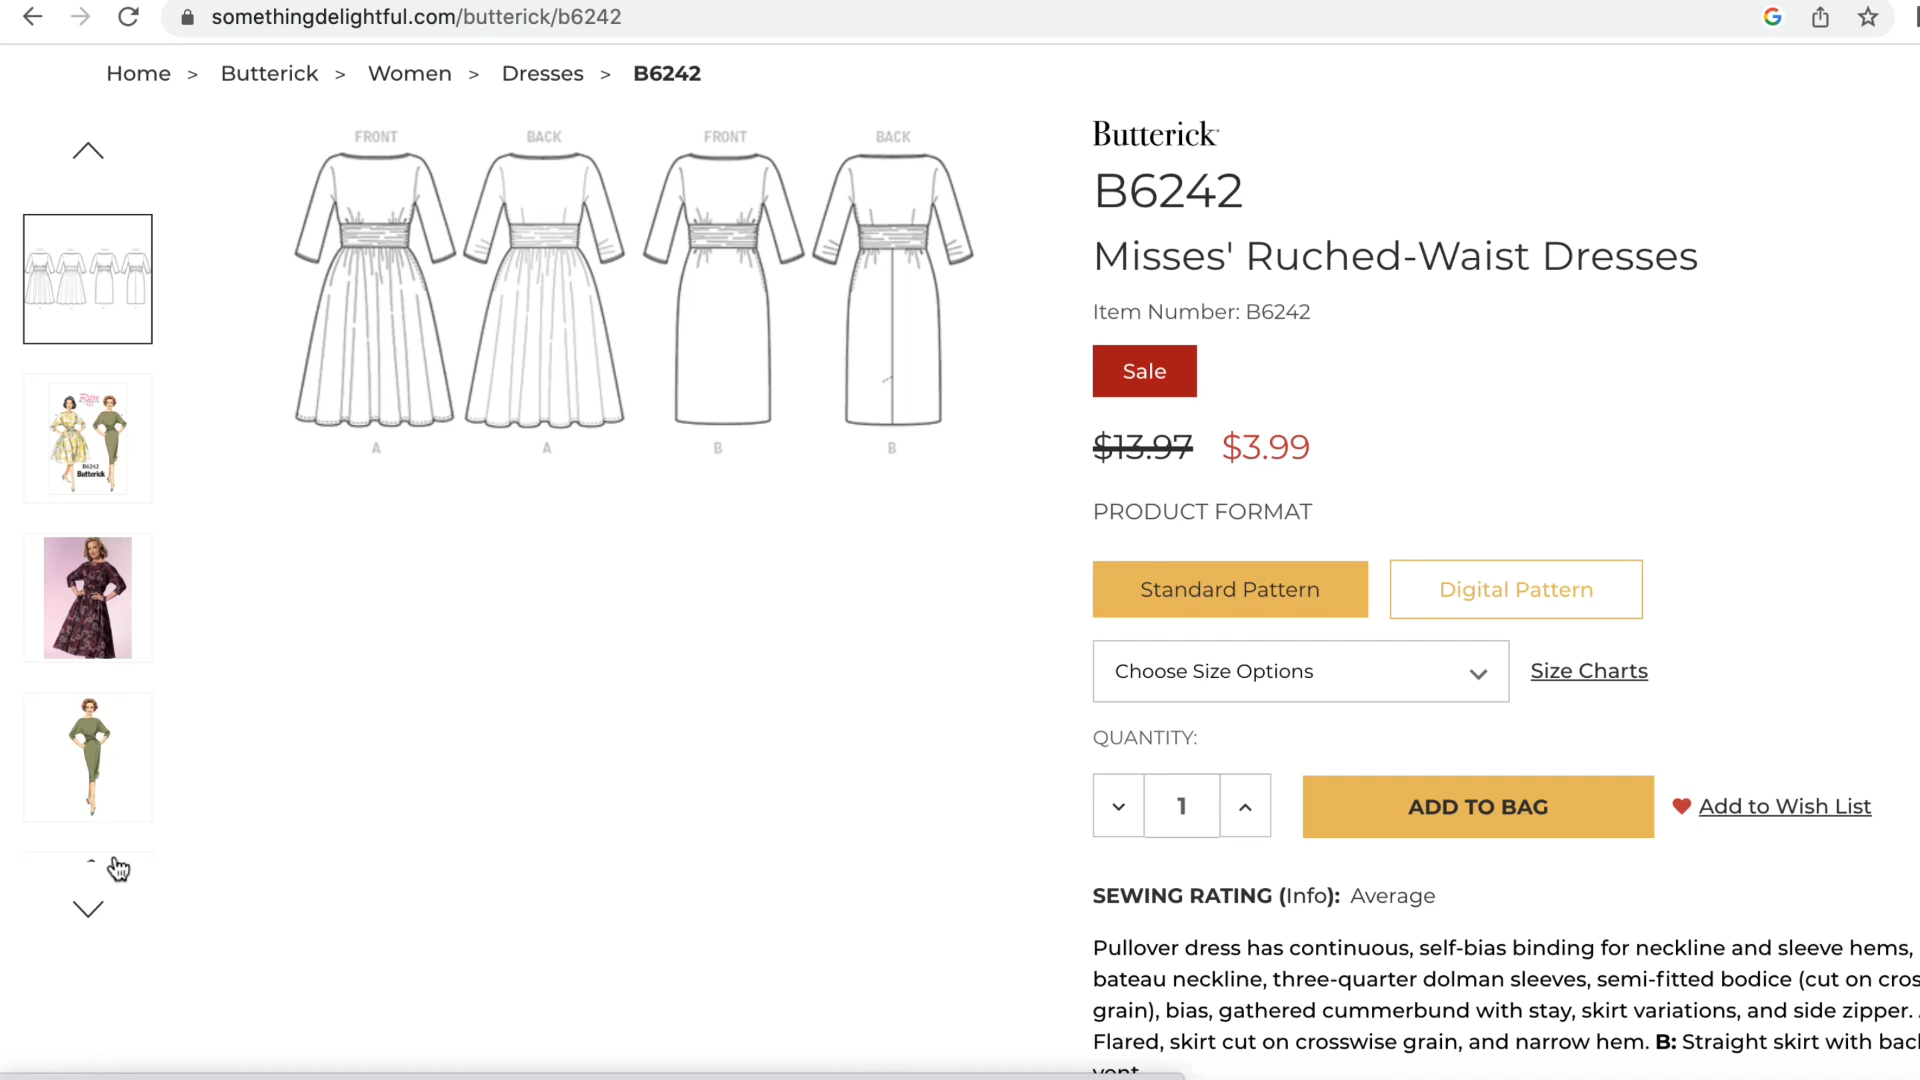 somethingdelightful.com/butterick/b6242
Home > Butterick > Women > Dresses > B6242
FRONT BACK FRONT BACK
A A B B
B6242
Butterick
Butterick
B6242
Misses' Ruched-Waist Dresses
Item Number: B6242
Sale
$13.97 $3.99
PRODUCT FORMAT
Standard Pattern Digital Pattern
Choose Size Options Size Charts
QUANTITY:
1 ADD TO BAG Add to Wish List
SEWING RATING (Info): Average
Pullover dress has continuous, self-bias binding for neckline and sleeve hems,
bateau neckline, three-quarter dolman sleeves, semi-fitted bodice (cut on cros
grain), bias, gathered cummerbund with stay, skirt variations, and side zipper.
Flared, skirt cut on crosswise grain, and narrow hem. B: Straight skirt with bac